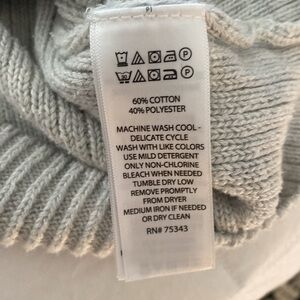 P
P
60% COTTON
40% POLYESTER
MACHINE WASH COOL -
DELICATE CYCLE
WASH WITH LIKE COLORS
USE MILD DETERGENT
ONLY NON-CHLORINE
BLEACH WHEN NEEDED
TUMBLE DRY LOW
REMOVE PROMPTLY
FROM DRYER
MEDIUM IRON IF NEEDED
OR DRY CLEAN
RN# 75343